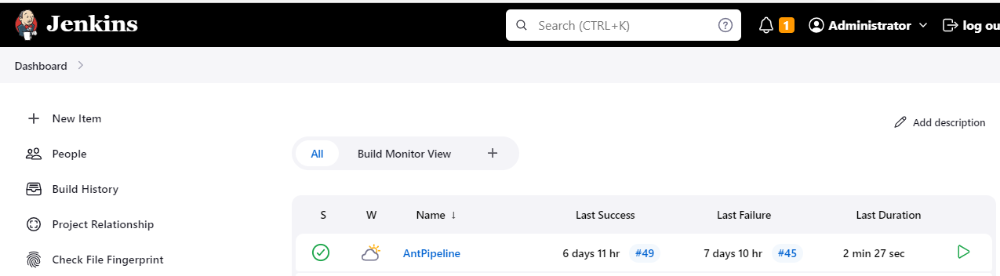 Jenkins Search (CTRL+K) ? 1 Administrator log ou
Dashboard
New Item
Add description
People
All Build Monitor View +
Build History
S W Name ↓ Last Success Last Failure Last Duration
Project Relationship
AntPipeline 6 days 11 hr #49 7 days 10 hr #45 2 min 27 sec
Check File Fingerprint